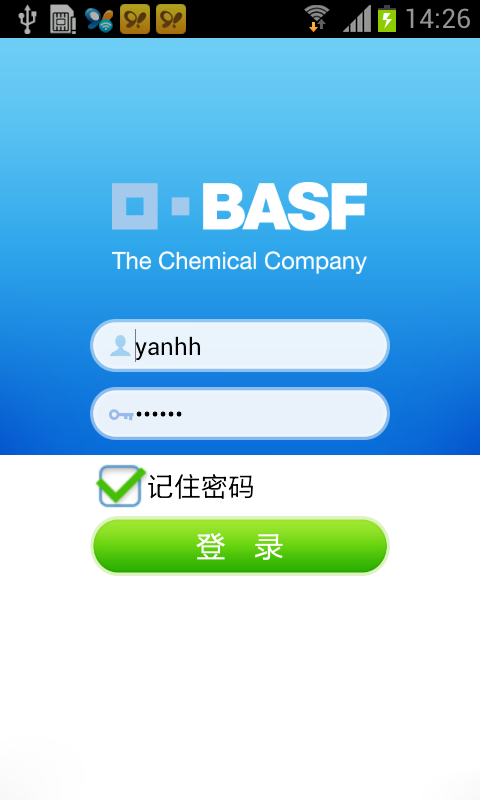 14:26
BASF
The Chemical Company
yanhh
••••••
记住密码
登 录